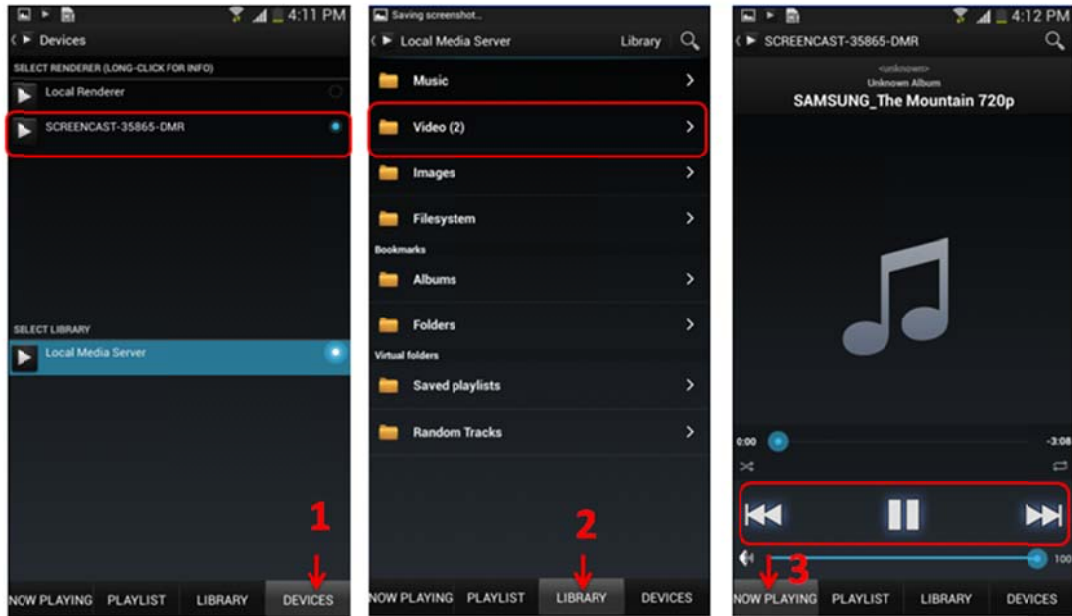 4:11 PM
Devices
SELECT RENDERER (LONG-CLICK FOR INFO)
Local Renderer
SCREENCAST-35865-DMR
SELECT LIBRARY
Local Media Server
1
NOW PLAYING PLAYLIST LIBRARY DEVICES
Saving screenshot...
Local Media Server Library
Music
Video (2)
Images
Filesystem
Bookmarks
Albums
Folders
Virtual folders
Saved playlists
Random Tracks
2
NOW PLAYING PLAYLIST LIBRARY DEVICES
4:12 PM
SCREENCAST-35865-DMR
<unknown>
Unknown Album
SAMSUNG_The Mountain 720p
0:00 -3:08
100
3
NOW PLAYING PLAYLIST LIBRARY DEVICES